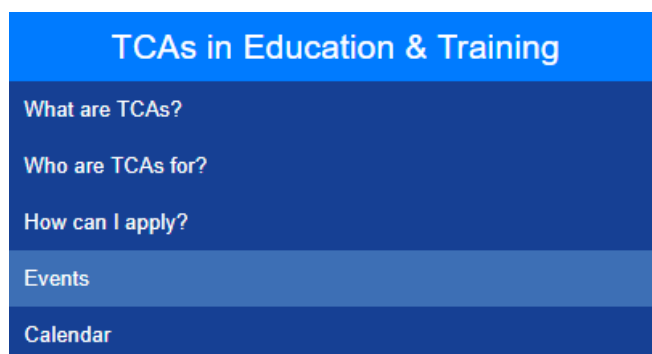 TCAs in Education & Training
What are TCAs?
Who are TCAs for?
How can I apply?
Events
Calendar